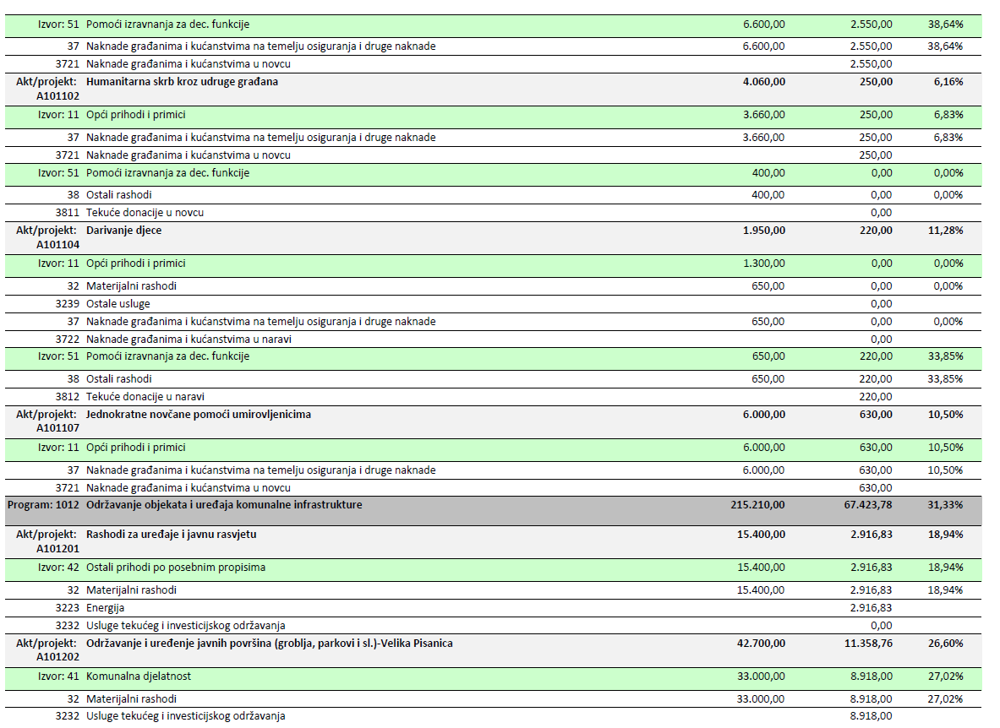 Izvor: 51 Pomoći izravnanja za dec. funkcije 6.600,00 2.550,00 38,64%
37 Naknade građanima i kućanstvima na temelju osiguranja i druge naknade 6.600,00 2.550,00 38,64%
3721 Naknade građanima i kućanstvima u novcu 2.550,00
Akt/projekt: Humanitarna skrb kroz udruge građana 4.060,00 250,00 6,16%
A101102
Izvor: 11 Opći prihodi i primici 3.660,00 250,00 6,83%
37 Naknade građanima i kućanstvima na temelju osiguranja i druge naknade 3.660,00 250,00 6,83%
3721 Naknade građanima i kućanstvima u novcu 250,00
Izvor: 51 Pomoći izravnanja za dec. funkcije 400,00 0,00 0,00%
38 Ostali rashodi 400,00 0,00 0,00%
3811 Tekuće donacije u novcu 0,00
Akt/projekt: Darivanje djece 1.950,00 220,00 11,28%
A101104
Izvor: 11 Opći prihodi i primici 1.300,00 0,00 0,00%
32 Materijalni rashodi 650,00 0,00 0,00%
3239 Ostale usluge 0,00
37 Naknade građanima i kućanstvima na temelju osiguranja i druge naknade 650,00 0,00 0,00%
3722 Naknade građanima i kućanstvima u naravi 0,00
Izvor: 51 Pomoći izravnanja za dec. funkcije 650,00 220,00 33,85%
38 Ostali rashodi 650,00 220,00 33,85%
3812 Tekuće donacije u naravi 220,00
Akt/projekt: Jednokratne novčane pomoći umirovljenicima 6.000,00 630,00 10,50%
A101107
Izvor: 11 Opći prihodi i primici 6.000,00 630,00 10,50%
37 Naknade građanima i kućanstvima na temelju osiguranja i druge naknade 6.000,00 630,00 10,50%
3721 Naknade građanima i kućanstvima u novcu 630,00
Program: 1012 Održavanje objekata i uređaja komunalne infrastrukture 215.210,00 67.423,78 31,33%
Akt/projekt: Rashodi za uređaje i javnu rasvjetu 15.400,00 2.916,83 18,94%
A101201
Izvor: 42 Ostali prihodi po posebnim propisima 15.400,00 2.916,83 18,94%
32 Materijalni rashodi 15.400,00 2.916,83 18,94%
3223 Energija 2.916,83
3232 Usluge tekućeg i investicijskog održavanja 0,00
Akt/projekt: Održavanje i uređenje javnih površina (groblja, parkovi i sl.)-Velika Pisanica 42.700,00 11.358,76 26,60%
A101202
Izvor: 41 Komunalna djelatnost 33.000,00 8.918,00 27,02%
32 Materijalni rashodi 33.000,00 8.918,00 27,02%
3232 Usluge tekućeg i investicijskog održavanja 8.918,00